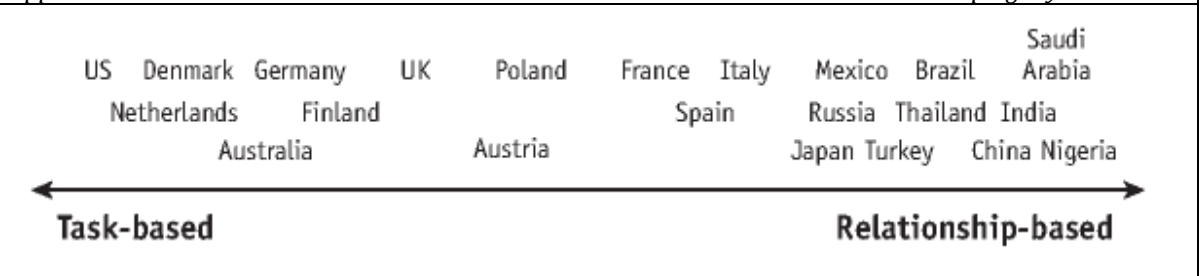 Saudi
US Denmark Germany UK Poland France Italy Mexico Brazil Arabia
Netherlands Finland Spain Russia Thailand India
Australia Austria Japan Turkey China Nigeria
Task-based Relationship-based